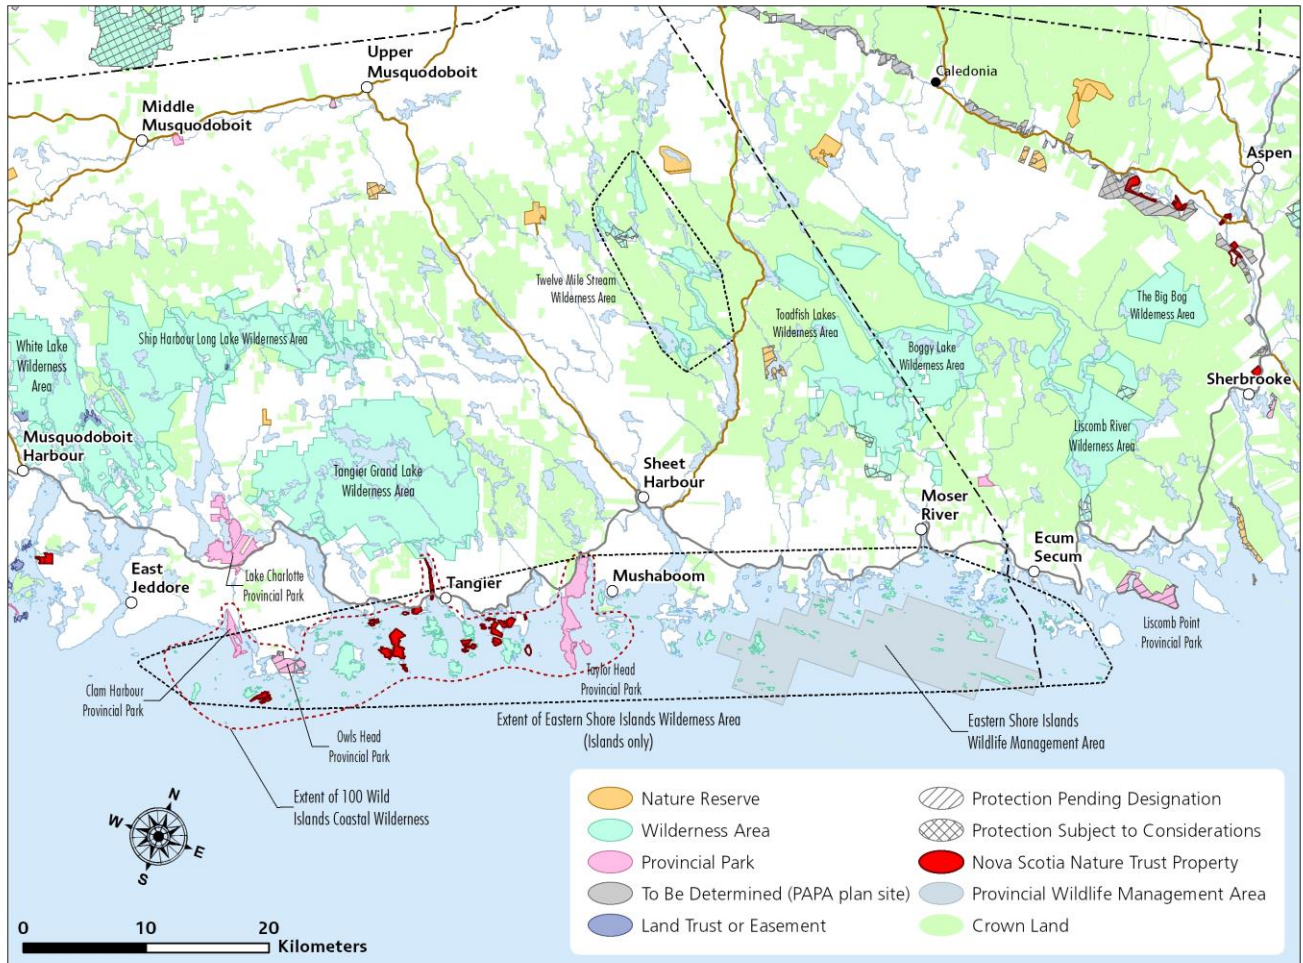 Upper
Musquodoboit
Caledonia
Middle
Musquodoboit
Aspen
Twelve Mile Stream
Wilderness Area
Toadfish Lakes
Wilderness Area
The Big Bog
Wilderness Area
White Lake
Wilderness
Area
Ship Harbour Long Lake Wilderness Area
Boggy Lake
Wilderness Area
Sherbrooke
Musquodoboit
Harbour
Tangier Grand Lake
Wilderness Area
Liscomb River
Wilderness Area
Sheet
Harbour
Moser
River
Ecum
Secum
East
Jeddore
Lake Charlotte
Provincial Park
Tangier
Mushaboom
Liscomb Point
Provincial Park
Clam Harbour
Provincial Park
Taylor Head
Provincial Park
Owls Head
Provincial Park
Extent of Eastern Shore Islands Wilderness Area
(Islands only)
Eastern Shore Islands
Wildlife Management Area
Extent of 100 Wild
Islands Coastal Wilderness
N
W
E
S
0 10 20
Kilometers
Nature Reserve
Wilderness Area
Provincial Park
To Be Determined (PAPA plan site)
Land Trust or Easement
Protection Pending Designation
Protection Subject to Considerations
Nova Scotia Nature Trust Property
Provincial Wildlife Management Area
Crown Land